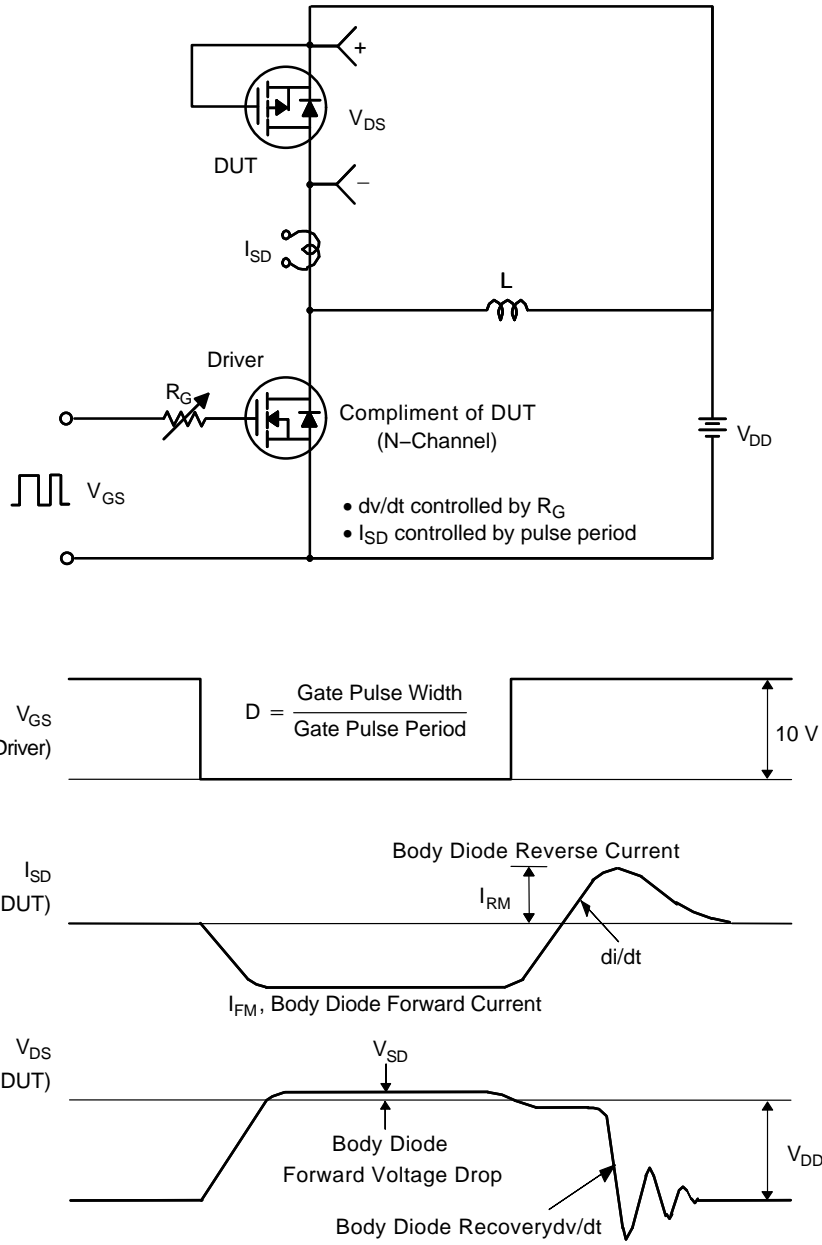 +
V_DS
DUT
−
I_SD
L
Driver
R_G
Compliment of DUT
(N−Channel)
V_DD
V_GS
• dv/dt controlled by R_G
• I_SD controlled by pulse period
D = Gate Pulse Width
Gate Pulse Period
V_GS
Driver)
10 V
Body Diode Reverse Current
I_SD
DUT)
I_RM
di/dt
I_FM, Body Diode Forward Current
V_DS
DUT)
V_SD
Body Diode
Forward Voltage Drop
V_DD
Body Diode Recoverydv/dt